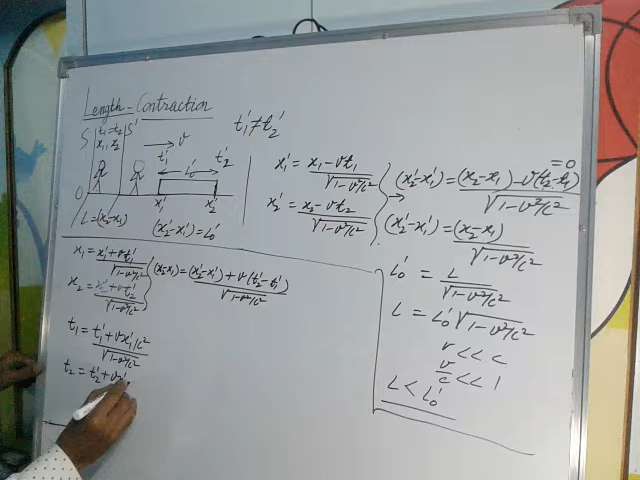 Length-Contraction
t₁'≠t₂'
S t₁=t₂ S'
x₁, x₂
→ v
t₁' L₀' t₂'
O
x₁' x₂'
L=(x₂-x₁) (x₂'-x₁')=L₀'
x₁' = x₁-vt₁/√1-v²/c²
x₂' = x₂-vt₂/√1-v²/c²
=0
(x₂'-x₁')=(x₂-x₁)-v(t₂-t₁)/√1-v²/c²
(x₂'-x₁')=(x₂-x₁)/√1-v²/c²
L₀' = L/√1-v²/c²
L = L₀'√1-v²/c²
v<<c
v/c<<1
L<L₀'
x₁=x₁'+vt₁'/√1-v²/c²
x₂=x₂'+vt₂'/√1-v²/c²
(x₂-x₁)=(x₂'-x₁')+v(t₂'-t₁')/√1-v²/c²
t₁=t₁'+vx₁'/c²/√1-v²/c²
t₂=t₂'+vx₂'